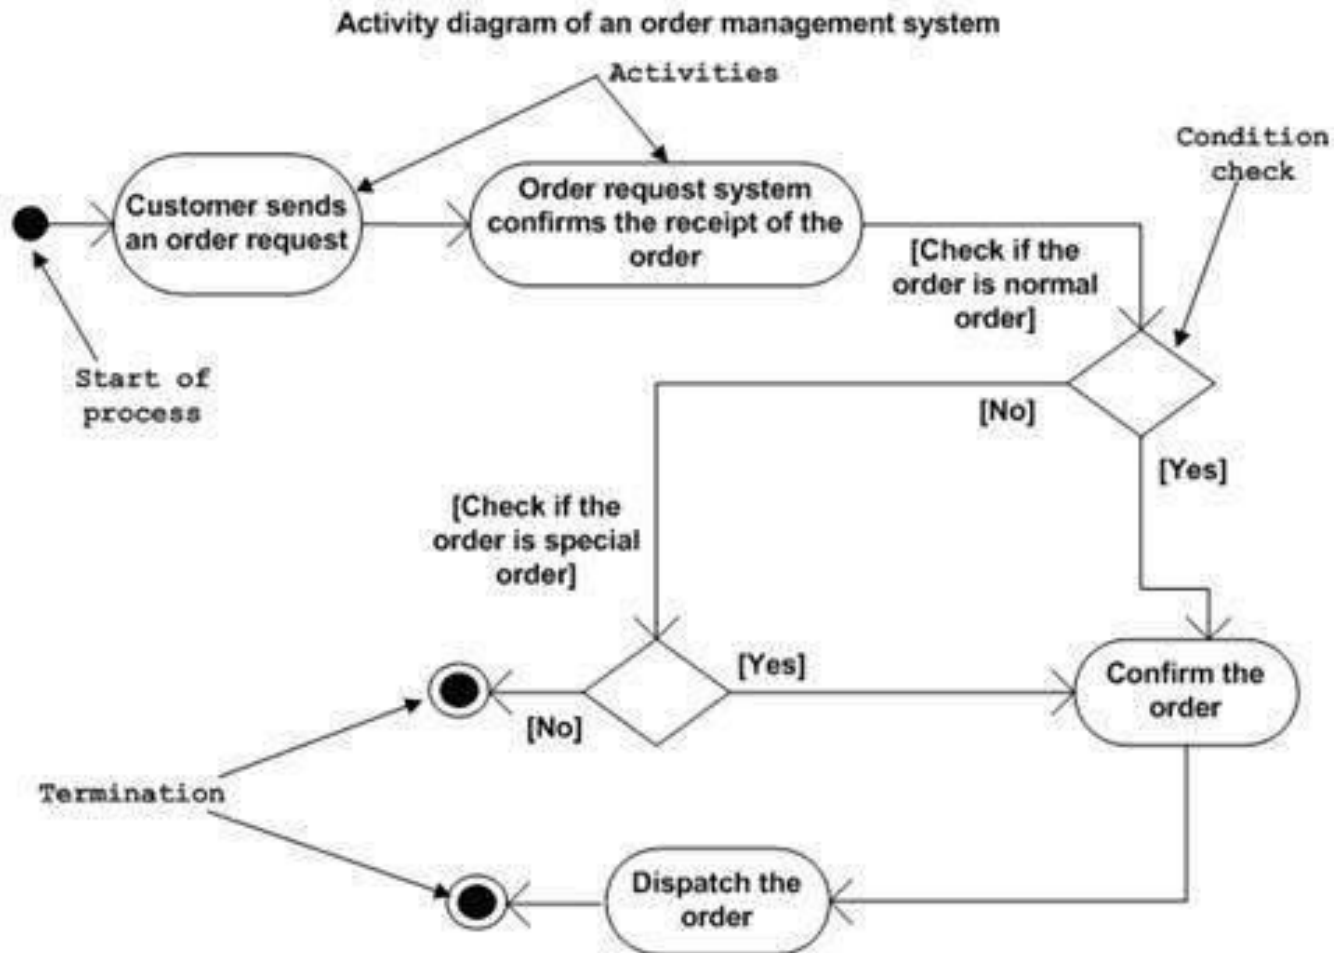 Activity diagram of an order management system
Activities
Condition
check
Customer sends
an order request
Order request system
confirms the receipt of the
order
[Check if the
order is normal
order]
Start of
process
[No]
[Yes]
[Check if the
order is special
order]
[Yes]
[No]
Confirm the
order
Termination
Dispatch the
order